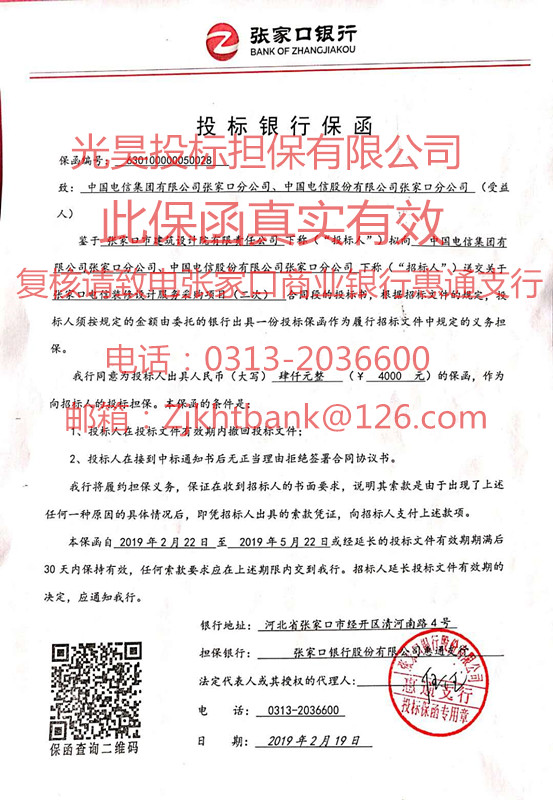 张家口银行
BANK OF ZHANGJIAKOU
投标银行保函
光昊投标担保有限公司
保函编号：630100000050028
致：中国电信集团有限公司张家口分公司、中国电信股份有限公司张家口分公司（受益
人）
此保函真实有效
鉴于 张家口市建筑设计院有限责任公司 下称（“投标人”）拟向 中国电信集团有
限公司张家口分公司、中国电信股份有限公司张家口分公司 下称（“招标人”）送交关于
复核请致电张家口商业银行惠通支行
张家口电信装修设计服务采购项目（二次） 合同段的投标书，根据招标文件的规定，投
标人须按规定的金额由委托的银行出具一份投标保函作为履行招标文件中规定的义务担
保。
电话：0313-2036600
我行同意为投标人出具人民币（大写） 肆仟元整 （￥ 4000 元）的保函，作为
向招标人的投标担保。本保函的条件是：
邮箱：Zjkhtbank@126.com
1、投标人在投标文件有效期内撤回投标文件；
2、投标人在接到中标通知书后无正当理由拒绝签署合同协议书。
我行将履约担保义务，保证在收到招标人的书面要求，说明其索款是由于出现了上述
任何一种原因的具体情况后，即凭招标人出具的索款凭证，向招标人支付上述款项。
本保函自 2019 年 2 月 22 日 至 2019 年 5 月 22 日或经延长的投标文件有效期期满后
30 天内保持有效，任何索款要求应在上述期限内交到我行。招标人延长投标文件有效期的
决定，应通知我行。
银行地址：河北省张家口市经开区清河南路 4 号
担保银行：张家口银行股份有限公司惠通支行
法定代表人或其授权的代理人：
电 话：0313-2036600
日 期：2019 年 2 月 19 日
张家口银行股份有限公司
惠通支行
投标保函专用章
保函查询二维码